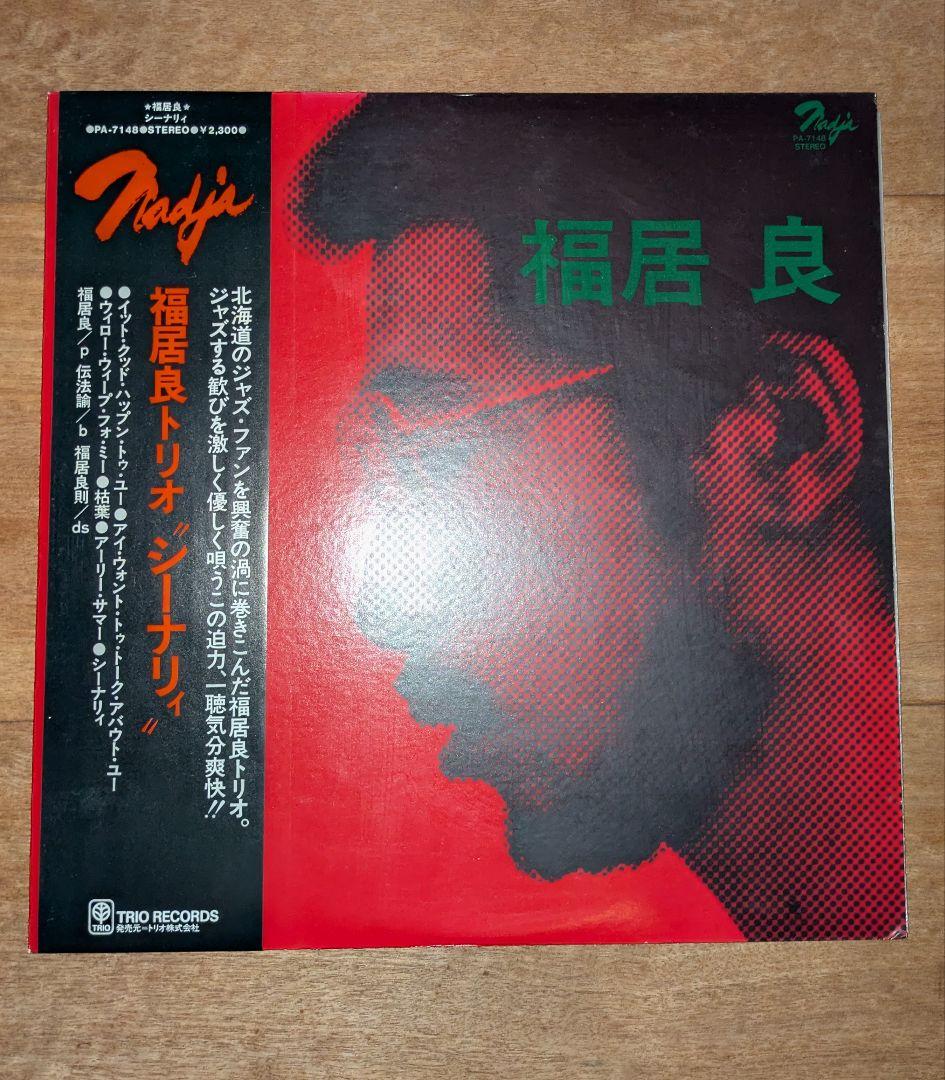 ★福居良★
シーナリィ
●PA-7148●STEREO●￥2,300●
Nadja
北海道のジャズ・ファンを興奮の渦に巻きこんだ福居良トリオ。
ジャズする歓びを激しく優しく唄うこの迫力、一聴気分爽快!!
福居良トリオ〝シーナリィ〟
●イット・クッド・ハップン・トゥ・ユー●アイ・ウォント・トゥ・トーク・アバウト・ユー
●ウィロー・ウィープ・フォ・ミー●枯葉●アーリー・サマー●シーナリィ
福居良/p 伝法諭/b 福居良則/ds
TRIO
TRIO RECORDS
発売元=トリオ株式会社
Nadja
PA-7148
STEREO
福居 良